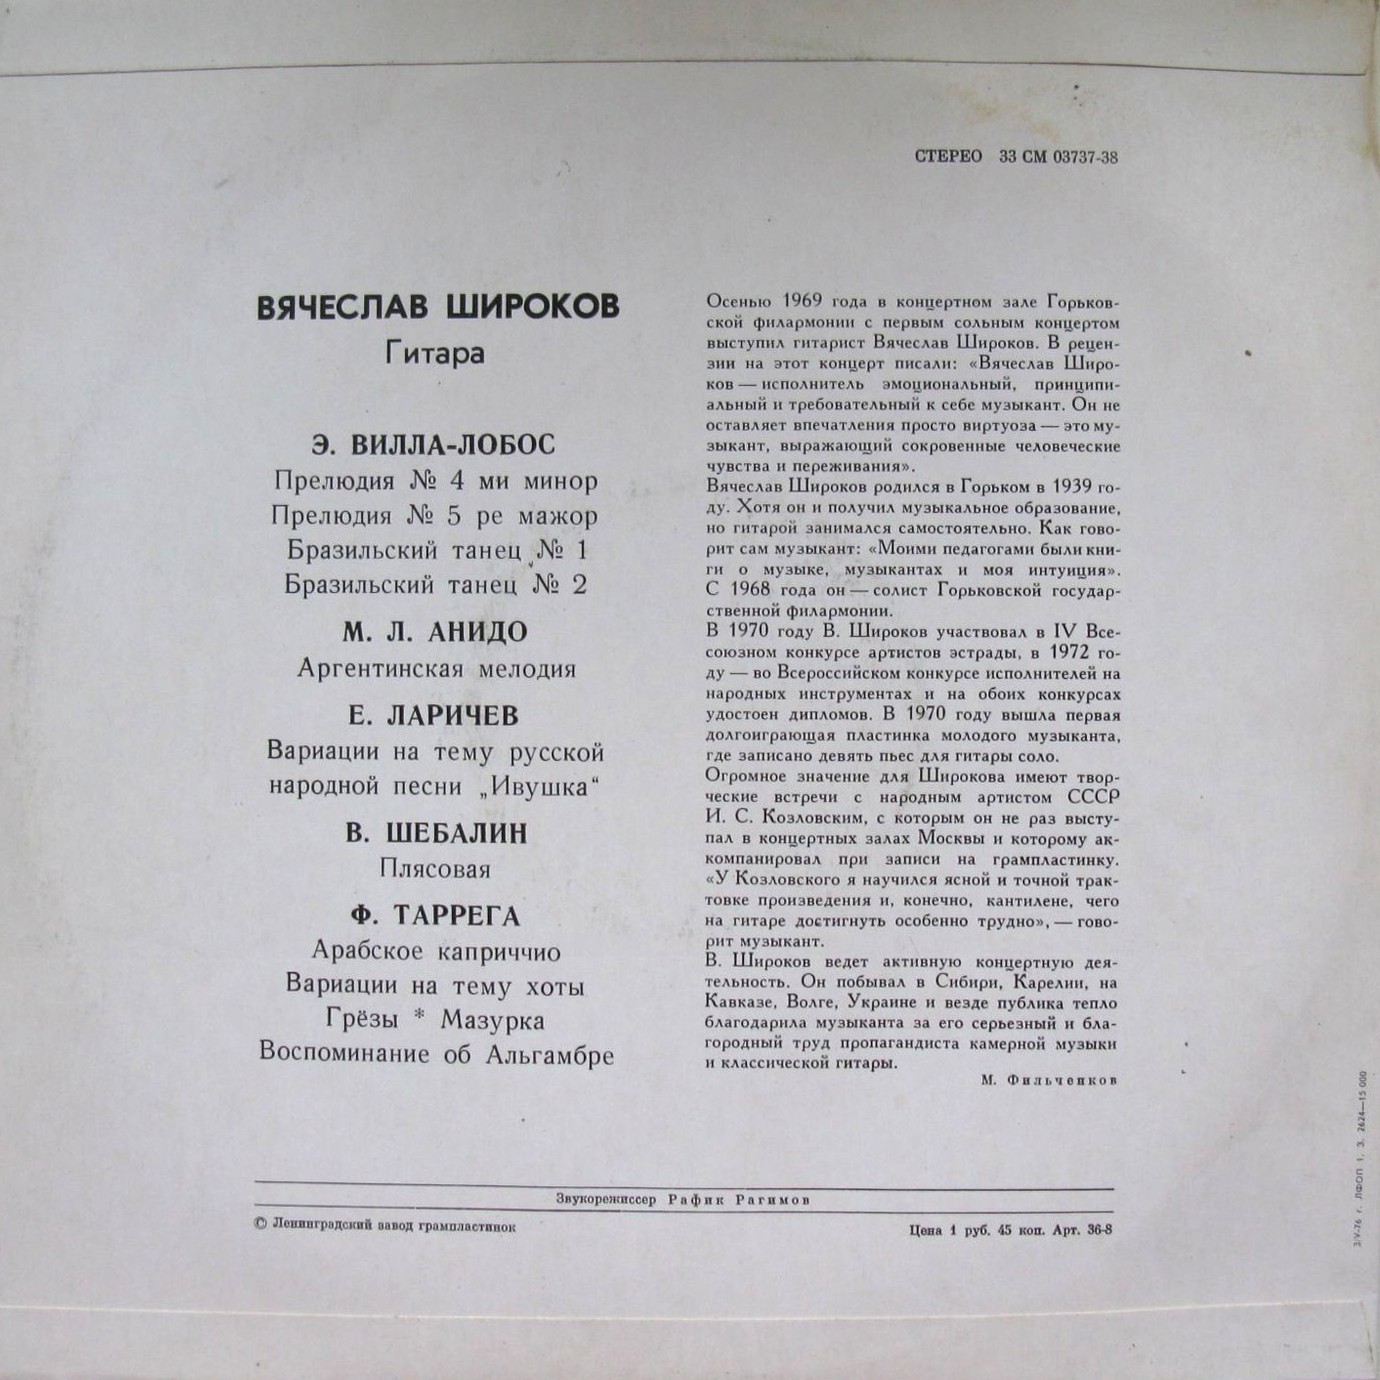 СТЕРЕО 33 СМ 03737-38
ВЯЧЕСЛАВ ШИРОКОВ
Гитара
Э. ВИЛЛА-ЛОБОС
Прелюдия № 4 ми минор
Прелюдия № 5 ре мажор
Бразильский танец № 1
Бразильский танец № 2
М. Л. АНИДО
Аргентинская мелодия
Е. ЛАРИЧЕВ
Вариации на тему русской
народной песни „Ивушка“
В. ШЕБАЛИН
Плясовая
Ф. ТАРРЕГА
Арабское каприччио
Вариации на тему хоты
Грёзы * Мазурка
Воспоминание об Альгамбре
Осенью 1969 года в концертном зале Горьков-
ской филармонии с первым сольным концертом
выступил гитарист Вячеслав Широков. В рецен-
зии на этот концерт писали: «Вячеслав Широ-
ков — исполнитель эмоциональный, принципи-
альный и требовательный к себе музыкант. Он не
оставляет впечатления просто виртуоза — это му-
зыкант, выражающий сокровенные человеческие
чувства и переживания».
Вячеслав Широков родился в Горьком в 1939 го-
ду. Хотя он и получил музыкальное образование,
но гитарой занимался самостоятельно. Как гово-
рит сам музыкант: «Моими педагогами были кни-
ги о музыке, музыкантах и моя интуиция».
С 1968 года он — солист Горьковской государ-
ственной филармонии.
В 1970 году В. Широков участвовал в IV Все-
союзном конкурсе артистов эстрады, в 1972 го-
ду — во Всероссийском конкурсе исполнителей на
народных инструментах и на обоих конкурсах
удостоен дипломов. В 1970 году вышла первая
долгоиграющая пластинка молодого музыканта,
где записано девять пьес для гитары соло.
Огромное значение для Широкова имеют твор-
ческие встречи с народным артистом СССР
И. С. Козловским, с которым он не раз высту-
пал в концертных залах Москвы и которому ак-
компанировал при записи на грампластинку.
«У Козловского я научился ясной и точной трак-
товке произведения и, конечно, кантилене, чего
на гитаре достигнуть особенно трудно», — гово-
рит музыкант.
В. Широков ведет активную концертную дея-
тельность. Он побывал в Сибири, Карелии, на
Кавказе, Волге, Украине и везде публика тепло
благодарила музыканта за его серьезный и бла-
городный труд пропагандиста камерной музыки
и классической гитары.
М. Фильченков
Звукорежиссер Рафик Рагимов
© Ленинградский завод грампластинок
Цена 1 руб. 45 коп. Арт. 36-8
3/V-76 г. ЛФОП 1. З. 2624—15 000